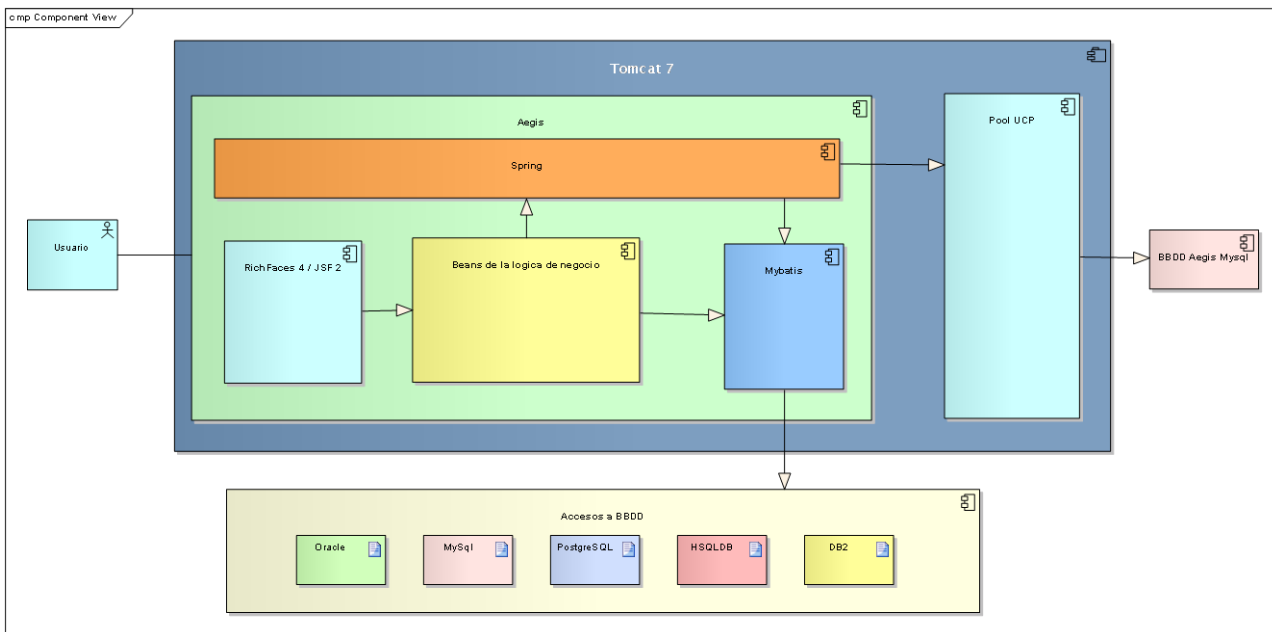 cmp Component View
Tomcat 7
Aegis
Pool UCP
Spring
Usuario
RichFaces 4 / JSF 2
Beans de la logica de negocio
Mybatis
BBDD Aegis Mysql
Accesos a BBDD
Oracle
MySql
PostgreSQL
HSQLDB
DB2